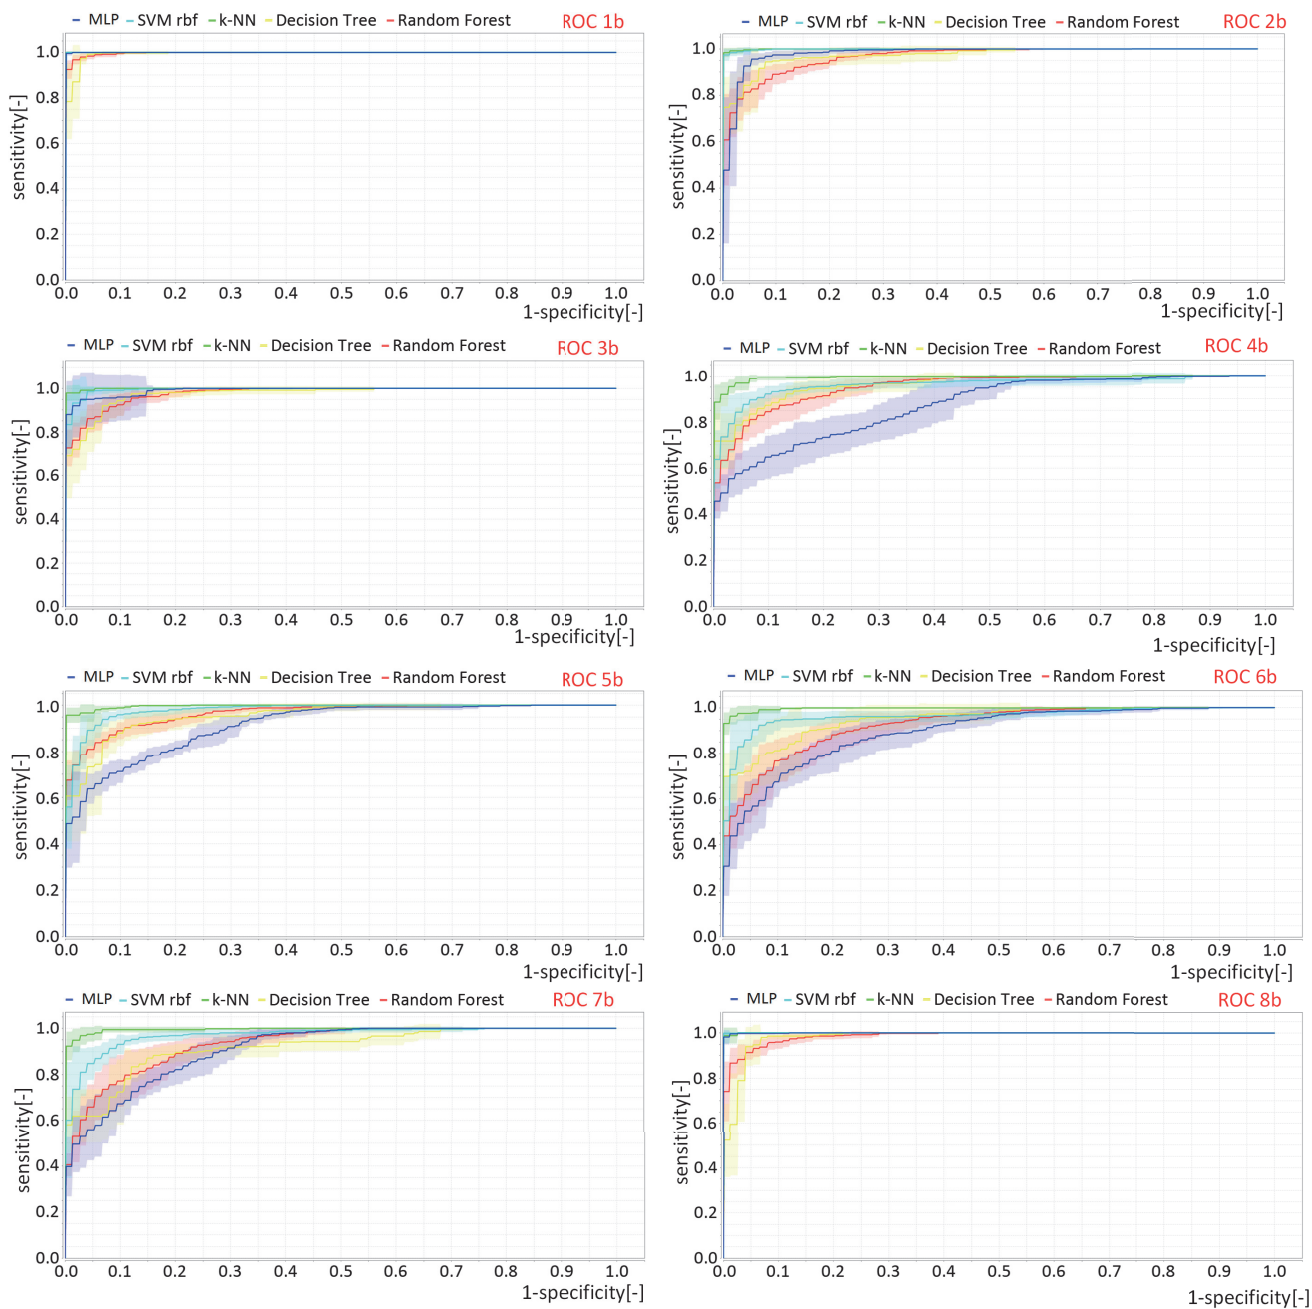 MLP SVM rbf k-NN Decision Tree Random Forest ROC 1b
1.0
0.8
0.6
0.4
0.2
0.0
sensitivity[-]
0.0 0.1 0.2 0.3 0.4 0.5 0.6 0.7 0.8 0.9 1.0
1-specificity[-]
MLP SVM rbf k-NN Decision Tree Random Forest ROC 2b
1.0
0.8
0.6
0.4
0.2
0.0
sensitivity[-]
0.0 0.1 0.2 0.3 0.4 0.5 0.6 0.7 0.8 0.9 1.0
1-specificity[-]
MLP SVM rbf k-NN Decision Tree Random Forest ROC 3b
1.0
0.8
0.6
0.4
0.2
0.0
sensitivity[-]
0.0 0.1 0.2 0.3 0.4 0.5 0.6 0.7 0.8 0.9 1.0
1-specificity[-]
MLP SVM rbf k-NN Decision Tree Random Forest ROC 4b
1.0
0.8
0.6
0.4
0.2
0.0
sensitivity[-]
0.0 0.1 0.2 0.3 0.4 0.5 0.6 0.7 0.8 0.9 1.0
1-specificity[-]
MLP SVM rbf k-NN Decision Tree Random Forest ROC 5b
1.0
0.8
0.6
0.4
0.2
0.0
sensitivity[-]
0.0 0.1 0.2 0.3 0.4 0.5 0.6 0.7 0.8 0.9 1.0
1-specificity[-]
MLP SVM rbf k-NN Decision Tree Random Forest ROC 6b
1.0
0.8
0.6
0.4
0.2
0.0
sensitivity[-]
0.0 0.1 0.2 0.3 0.4 0.5 0.6 0.7 0.8 0.9 1.0
1-specificity[-]
MLP SVM rbf k-NN Decision Tree Random Forest ROC 7b
1.0
0.8
0.6
0.4
0.2
0.0
sensitivity[-]
0.0 0.1 0.2 0.3 0.4 0.5 0.6 0.7 0.8 0.9 1.0
1-specificity[-]
MLP SVM rbf k-NN Decision Tree Random Forest ROC 8b
1.0
0.8
0.6
0.4
0.2
0.0
sensitivity[-]
0.0 0.1 0.2 0.3 0.4 0.5 0.6 0.7 0.8 0.9 1.0
1-specificity[-]